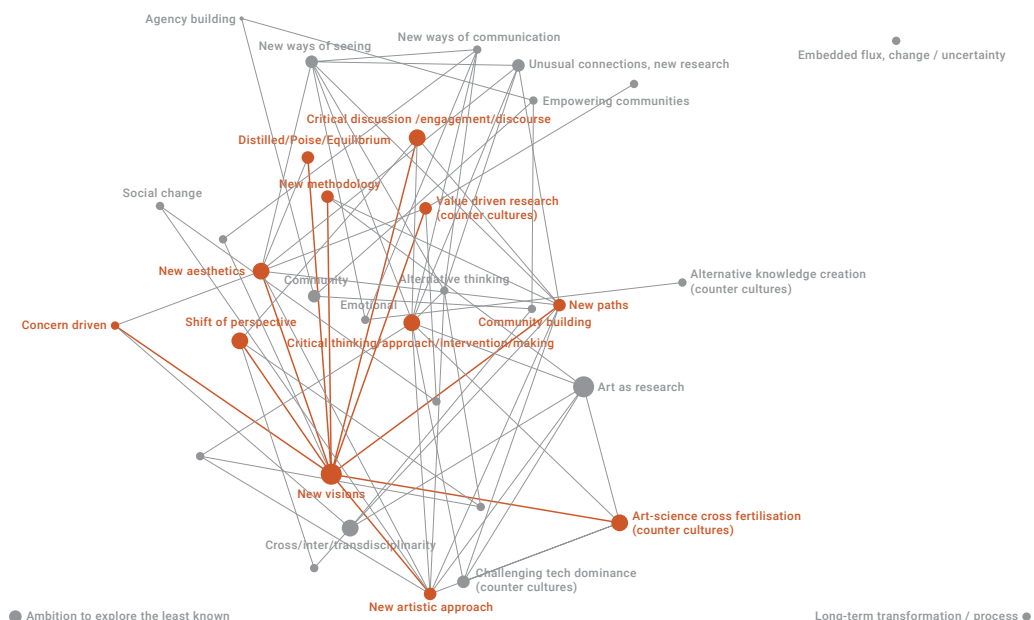 Agency building
New ways of communication
New ways of seeing
Embedded flux, change / uncertainty
Unusual connections, new research
Empowering communities
Critical discussion /engagement/discourse
Distilled/Poise/Equilibrium
New methodology
Social change
Value driven research
(counter cultures)
New aesthetics
Community
Alternative thinking
Alternative knowledge creation
(counter cultures)
Emotional
New paths
Concern driven
Shift of perspective
Community building
Critical thinking/approach/intervention/making
Art as research
New visions
Art-science cross fertilisation
(counter cultures)
Cross/inter/transdisciplinarity
Challenging tech dominance
(counter cultures)
New artistic approach
Ambition to explore the least known
Long-term transformation / process